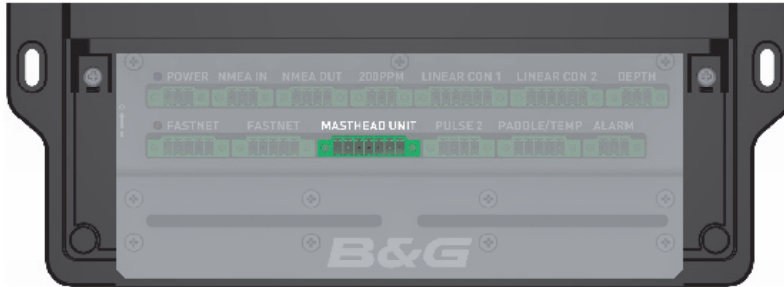 POWER NMEA IN NMEA OUT 200PPM LINEAR CON 1 LINEAR CON 2 DEPTH
FASTNET FASTNET MASTHEAD UNIT PULSE 2 PADDLE/TEMP ALARM
B&G